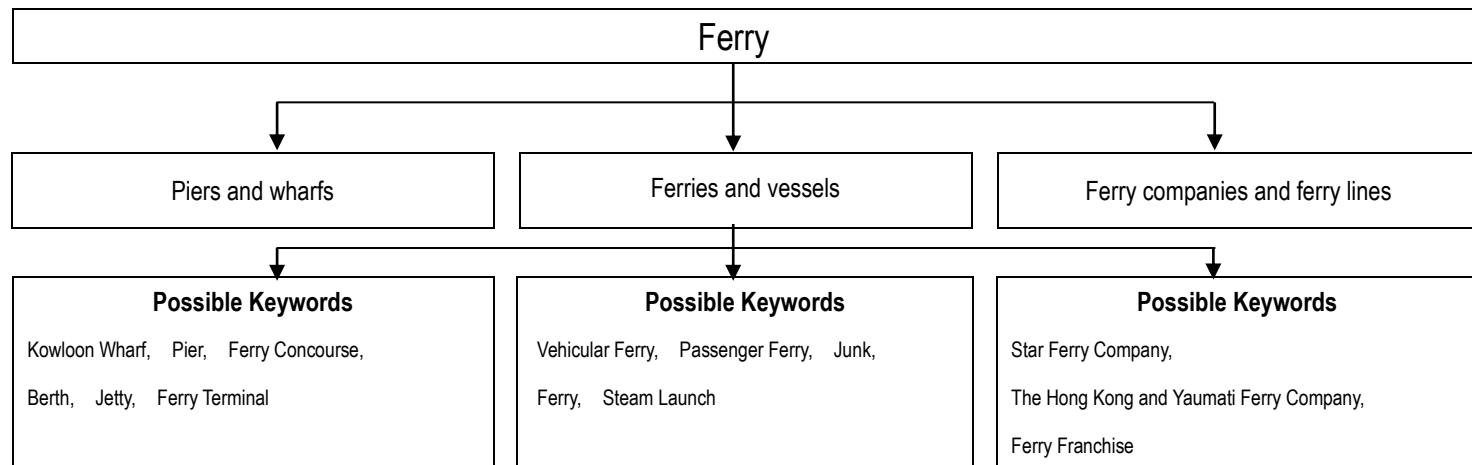 Ferry
Piers and wharfs
Ferries and vessels
Ferry companies and ferry lines
Possible Keywords
Kowloon Wharf, Pier, Ferry Concourse,
Berth, Jetty, Ferry Terminal
Possible Keywords
Vehicular Ferry, Passenger Ferry, Junk,
Ferry, Steam Launch
Possible Keywords
Star Ferry Company,
The Hong Kong and Yaumati Ferry Company,
Ferry Franchise